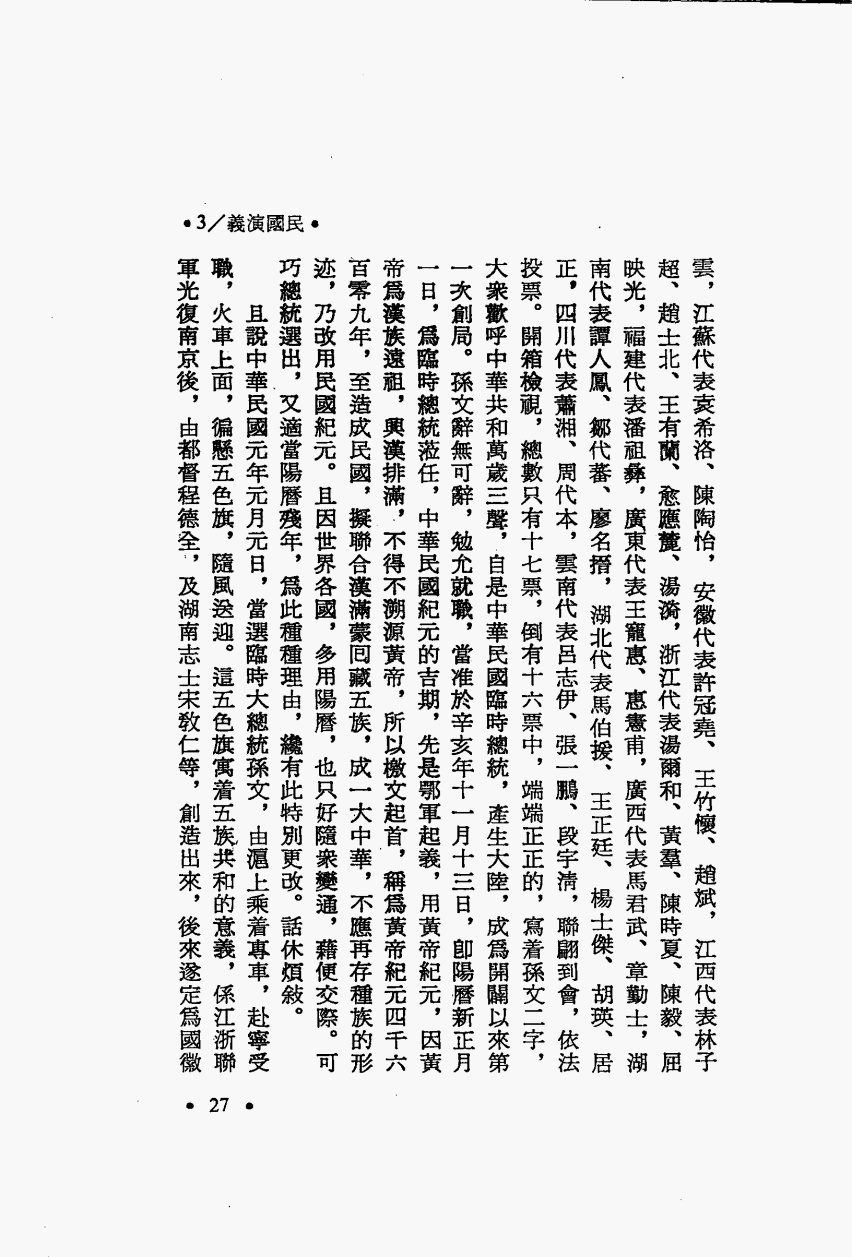 •3／義演國民•
雲，江蘇代表袁希洛、陳陶怡，安徽代表許冠堯、王竹懷、趙斌，江西代表林子
超、趙士北、王有蘭、愈應麓、湯漪，浙江代表湯爾和、黃羣、陳時夏、陳毅、屈
映光，福建代表潘祖彝，廣東代表王寵惠、惠憲甫，廣西代表馬君武、章勤士，湖
南代表譚人鳳、鄒代蕃、廖名搢，湖北代表馬伯援、王正廷、楊士傑、胡瑛、居
正，四川代表蕭湘、周代本，雲南代表呂志伊、張一鵬、段字清，聯翩到會，依法
投票。開箱檢視，總數只有十七票，倒有十六票中，端端正正的，寫着孫文二字，
大衆歡呼中華共和萬歲三聲，自是中華民國臨時總統，產生大陸，成爲開闢以來第
一次創局。孫文辭無可辭，勉允就職，當准於辛亥年十一月十三日，卽陽曆新正月
一日，爲臨時總統蒞任，中華民國紀元的吉期，先是鄂軍起義，用黃帝紀元，因黃
帝爲漢族遠祖，興漢排滿，不得不溯源黃帝，所以檄文起首，稱爲黃帝紀元四千六
百零九年，至造成民國，擬聯合漢滿蒙回藏五族，成一大中華，不應再存種族的形
迹，乃改用民國紀元。且因世界各國，多用陽曆，也只好隨衆變通，藉便交際。可
巧總統選出，又適當陽曆殘年，爲此種種理由，纔有此特別更改。話休煩敍。
且說中華民國元年元月元日，當選臨時大總統孫文，由滬上乘着專車，赴寧受
職，火車上面，徧懸五色旗，隨風送迎。這五色旗寓着五族共和的意義，係江浙聯
軍光復南京後，由都督程德全，及湖南志士宋敎仁等，創造出來，後來遂定爲國徽
• 27 •